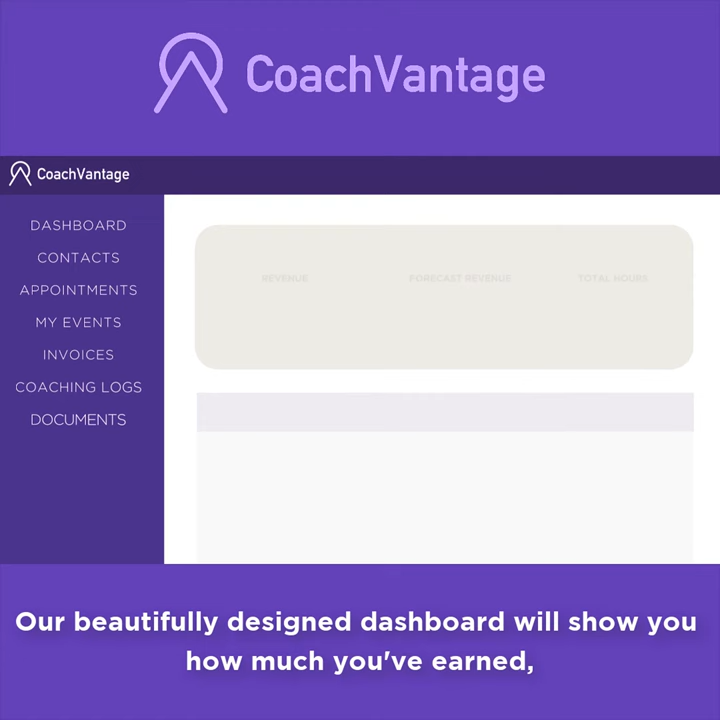 CoachVantage
CoachVantage
DASHBOARD
CONTACTS
APPOINTMENTS
MY EVENTS
INVOICES
COACHING LOGS
DOCUMENTS
REVENUE
FORECAST REVENUE
TOTAL HOURS
Our beautifully designed dashboard will show you
how much you've earned,